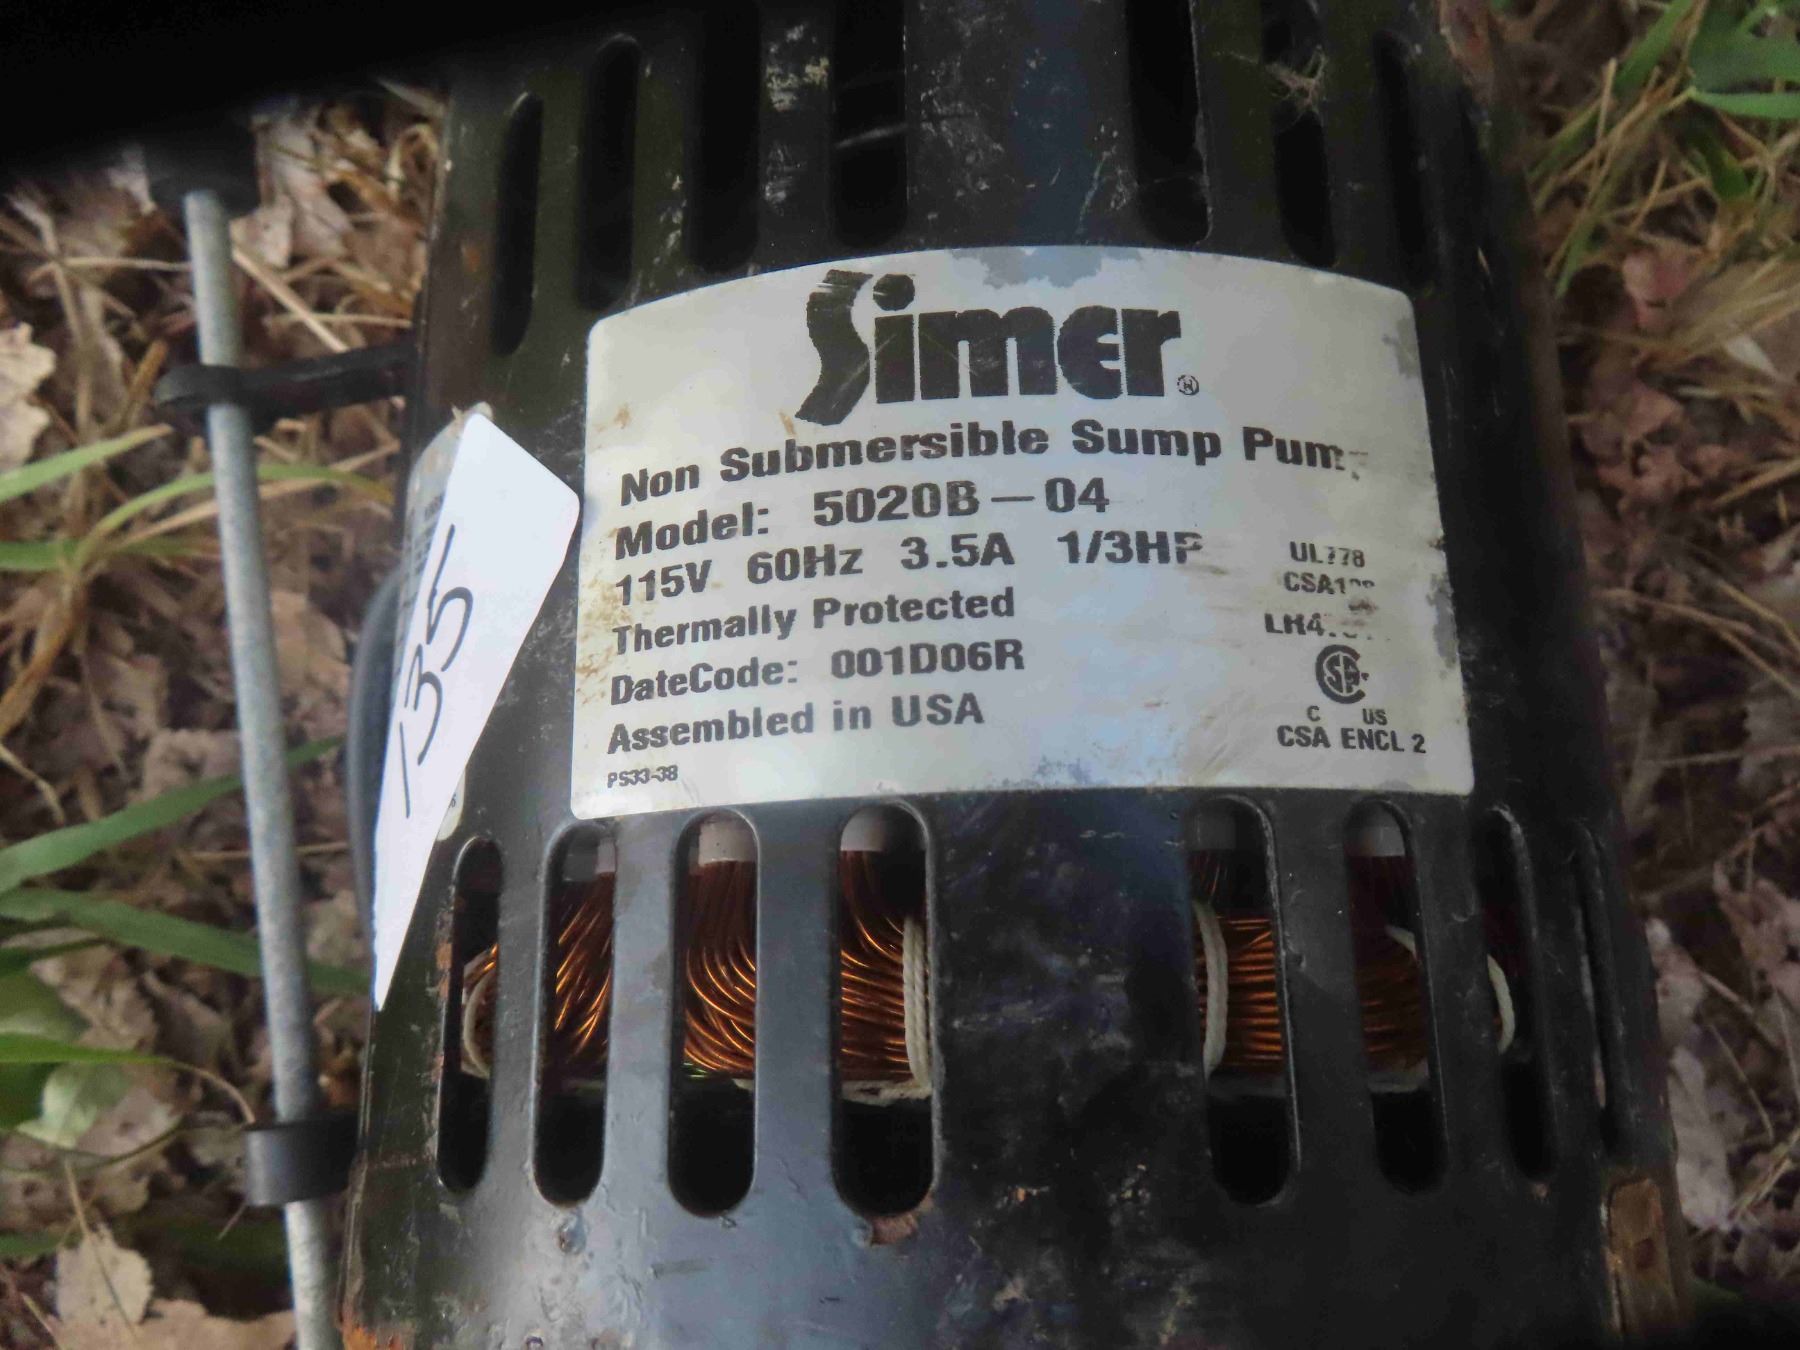 Simer®
Non Submersible Sump
Model: 5020B-04
115V 60Hz 3.5A 1/3HP
Thermally Protected
DateCode: 001D06R
Assembled in USA
PS33-38
UL778
C US
CSA ENCL 2
135